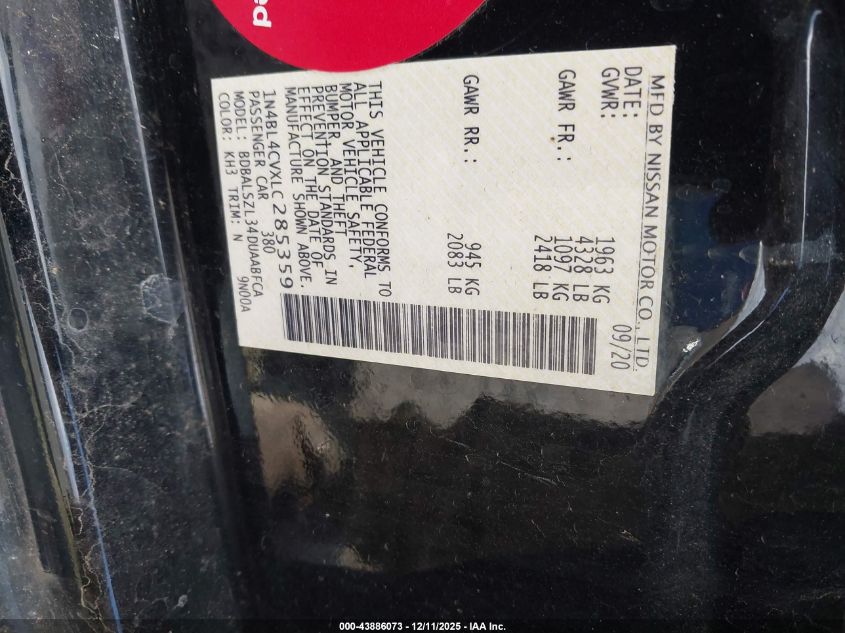 ed
MFD BY NISSAN MOTOR CO., LTD.
DATE: 09/20
GVWR: 1963 KG
4328 LB
GAWR FR.: 1097 KG
2418 LB
GAWR RR.: 945 KG
2083 LB
THIS VEHICLE CONFORMS TO
ALL APPLICABLE FEDERAL
MOTOR VEHICLE SAFETY,
BUMPER, AND THEFT
PREVENTION STANDARDS IN
EFFECT ON THE DATE OF
MANUFACTURE SHOWN ABOVE.
1N4BL4CVXLC285359
PASSENGER CAR 380
MODEL: BDBALSZL34DUAABFCA
COLOR: KH3 TRIM: N 9N00A
000-43886073 - 12/11/2025 - IAA Inc.